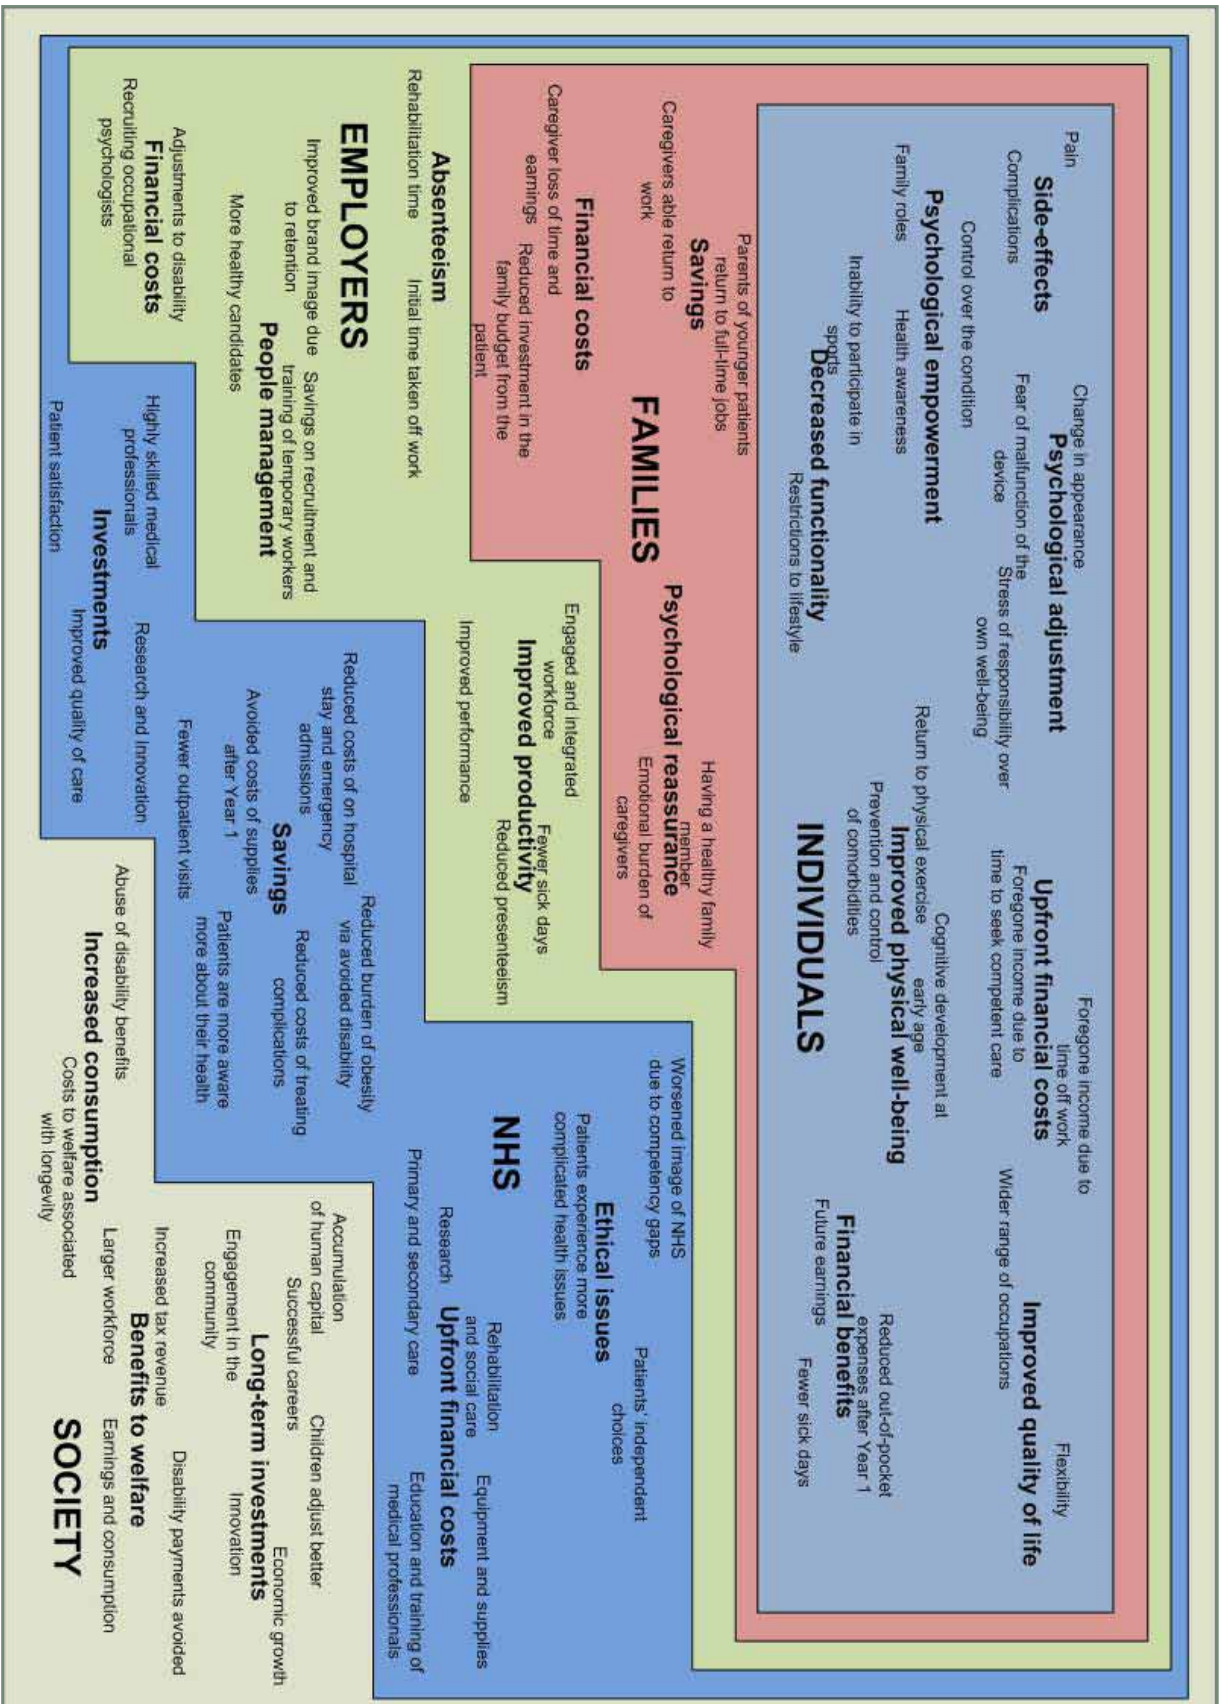 Pain
Side-effects
Complications
Change in appearance
Psychological adjustment
Fear of malfunction of the
device
Stress of responsibility over
own well-being
Foregone income due to
time off work
Upfront financial costs
Foregone income due to
time to seek competent care
Flexibility
Improved quality of life
Wider range of occupations
Control over the condition
Psychological empowerment
Family roles
Health awareness
Inability to participate in
sports
Decreased functionality
Restrictions to lifestyle
Cognitive development at
early age
Return to physical exercise
Improved physical well-being
Prevention and control
of comorbidities
Reduced out-of-pocket
expenses after Year 1
Financial benefits
Future earnings
Fewer sick days
INDIVIDUALS
Parents of younger patients
return to full-time jobs
Savings
Caregivers able return to
work
Having a healthy family
member
Psychological reassurance
Emotional burden of
caregivers
FAMILIES
Financial costs
Caregiver loss of time and
earnings
Reduced investment in the
family budget from the
patient
Engaged and integrated
workforce
Fewer sick days
Improved productivity
Reduced presenteeism
Improved performance
Absenteeism
Rehabilitation time
Initial time taken off work
EMPLOYERS
Improved brand image due
to retention
Savings on recruitment and
training of temporary workers
People management
More healthy candidates
Adjustments to disability
Financial costs
Recruiting occupational
psychologists
Worsened image of NHS
due to competency gaps
Patients' independent
choices
Ethical issues
Patients experience more
complicated health issues
NHS
Rehabilitation
and social care
Equipment and supplies
Research
Upfront financial costs
Primary and secondary care
Education and training of
medical professionals
Reduced burden of obesity
via avoided disability
Reduced costs of on hospital
stay and emergency
admissions
Reduced costs of treating
complications
Savings
Avoided costs of supplies
after Year 1
Patients are more aware
more about their health
Fewer outpatient visits
Highly skilled medical
professionals
Research and Innovation
Investments
Improved quality of care
Patient satisfaction
Accumulation
of human capital
Children adjust better
Successful careers
Economic growth
Long-term investments
Engagement in the
community
Innovation
Increased tax revenue
Disability payments avoided
Benefits to welfare
Larger workforce
Earnings and consumption
Abuse of disability benefits
Increased consumption
Costs to welfare associated
with longevity
SOCIETY